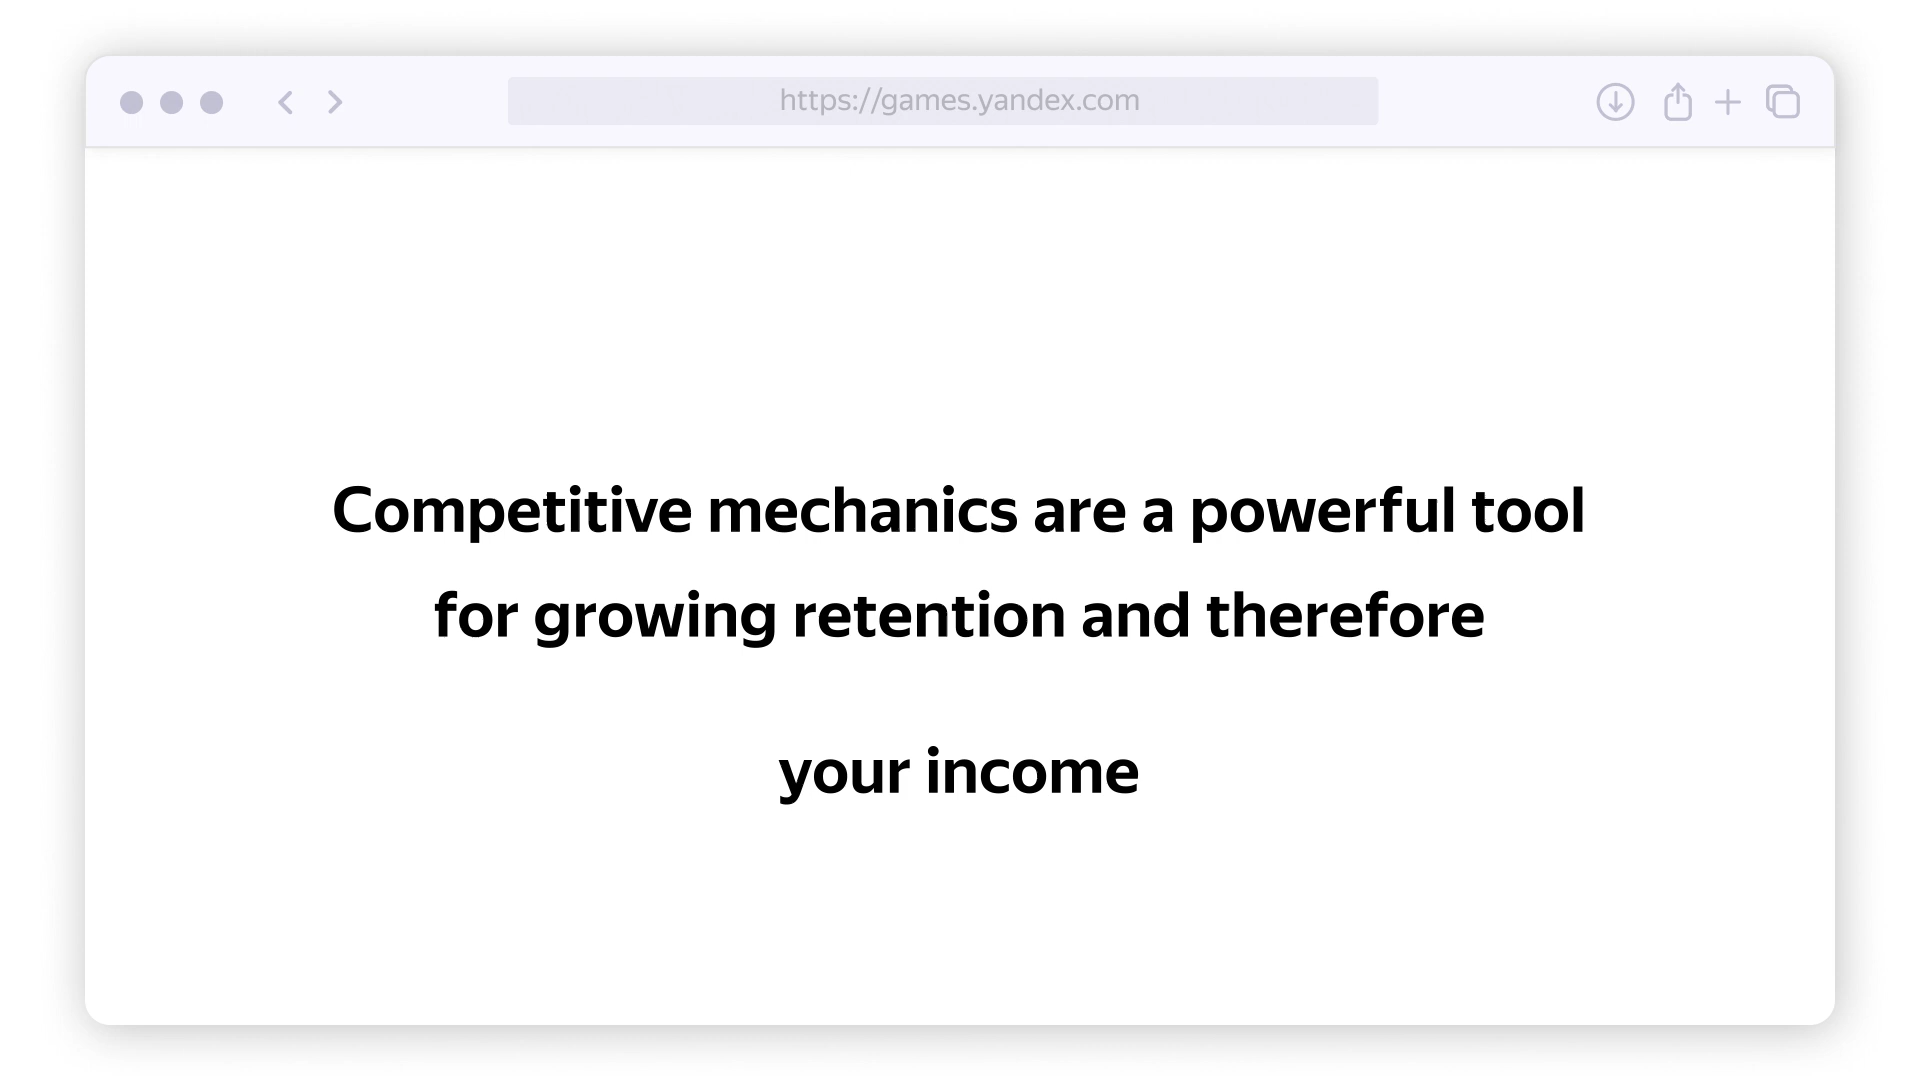 https://games.yandex.com
Competitive mechanics are a powerful tool
for growing retention and therefore
your income